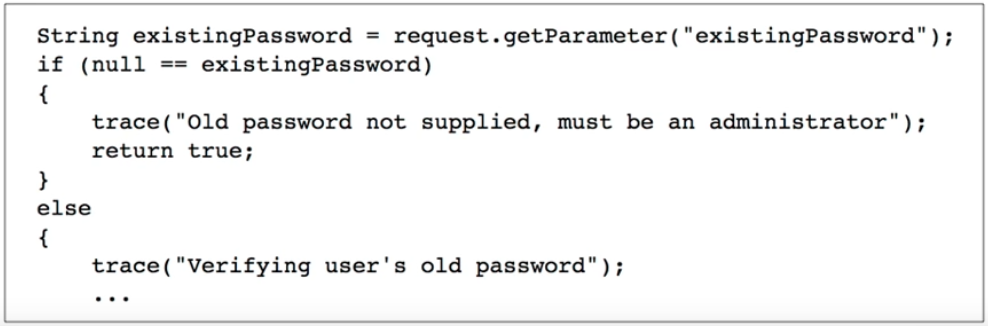 String existingPassword = request.getParameter("existingPassword");
if (null == existingPassword)
{
    trace("Old password not supplied, must be an administrator");
    return true;
}
else
{
    trace("Verifying user's old password");
    ...